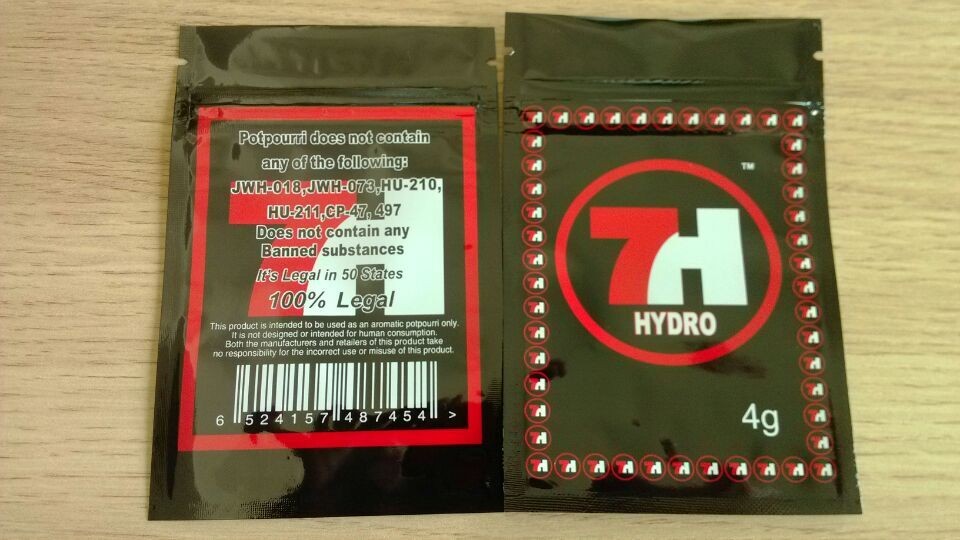 Potpourri does not contain
any of the following:
JWH-018,JWH-073,HU-210,
HU-211,CP-47, 497
Does not contain any
Banned substances
It's Legal in 50 States
100% Legal
This product is intended to be used as an aromatic potpourri only.
It is not designed or intended for human consumption.
Both the manufacturers and retailers of this product take
no responsibility for the incorrect use or misuse of this product.
6 524157 487454 >
TM
7H
HYDRO
4g